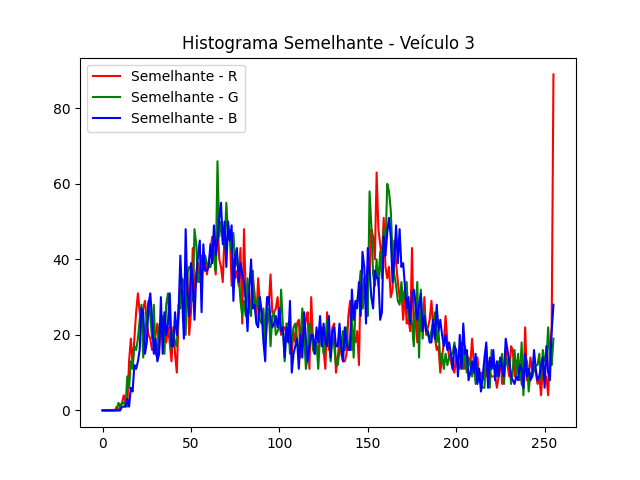 Histograma Semelhante - Veículo 3
Semelhante - R
Semelhante - G
Semelhante - B
80
60
40
20
0
0 50 100 150 200 250